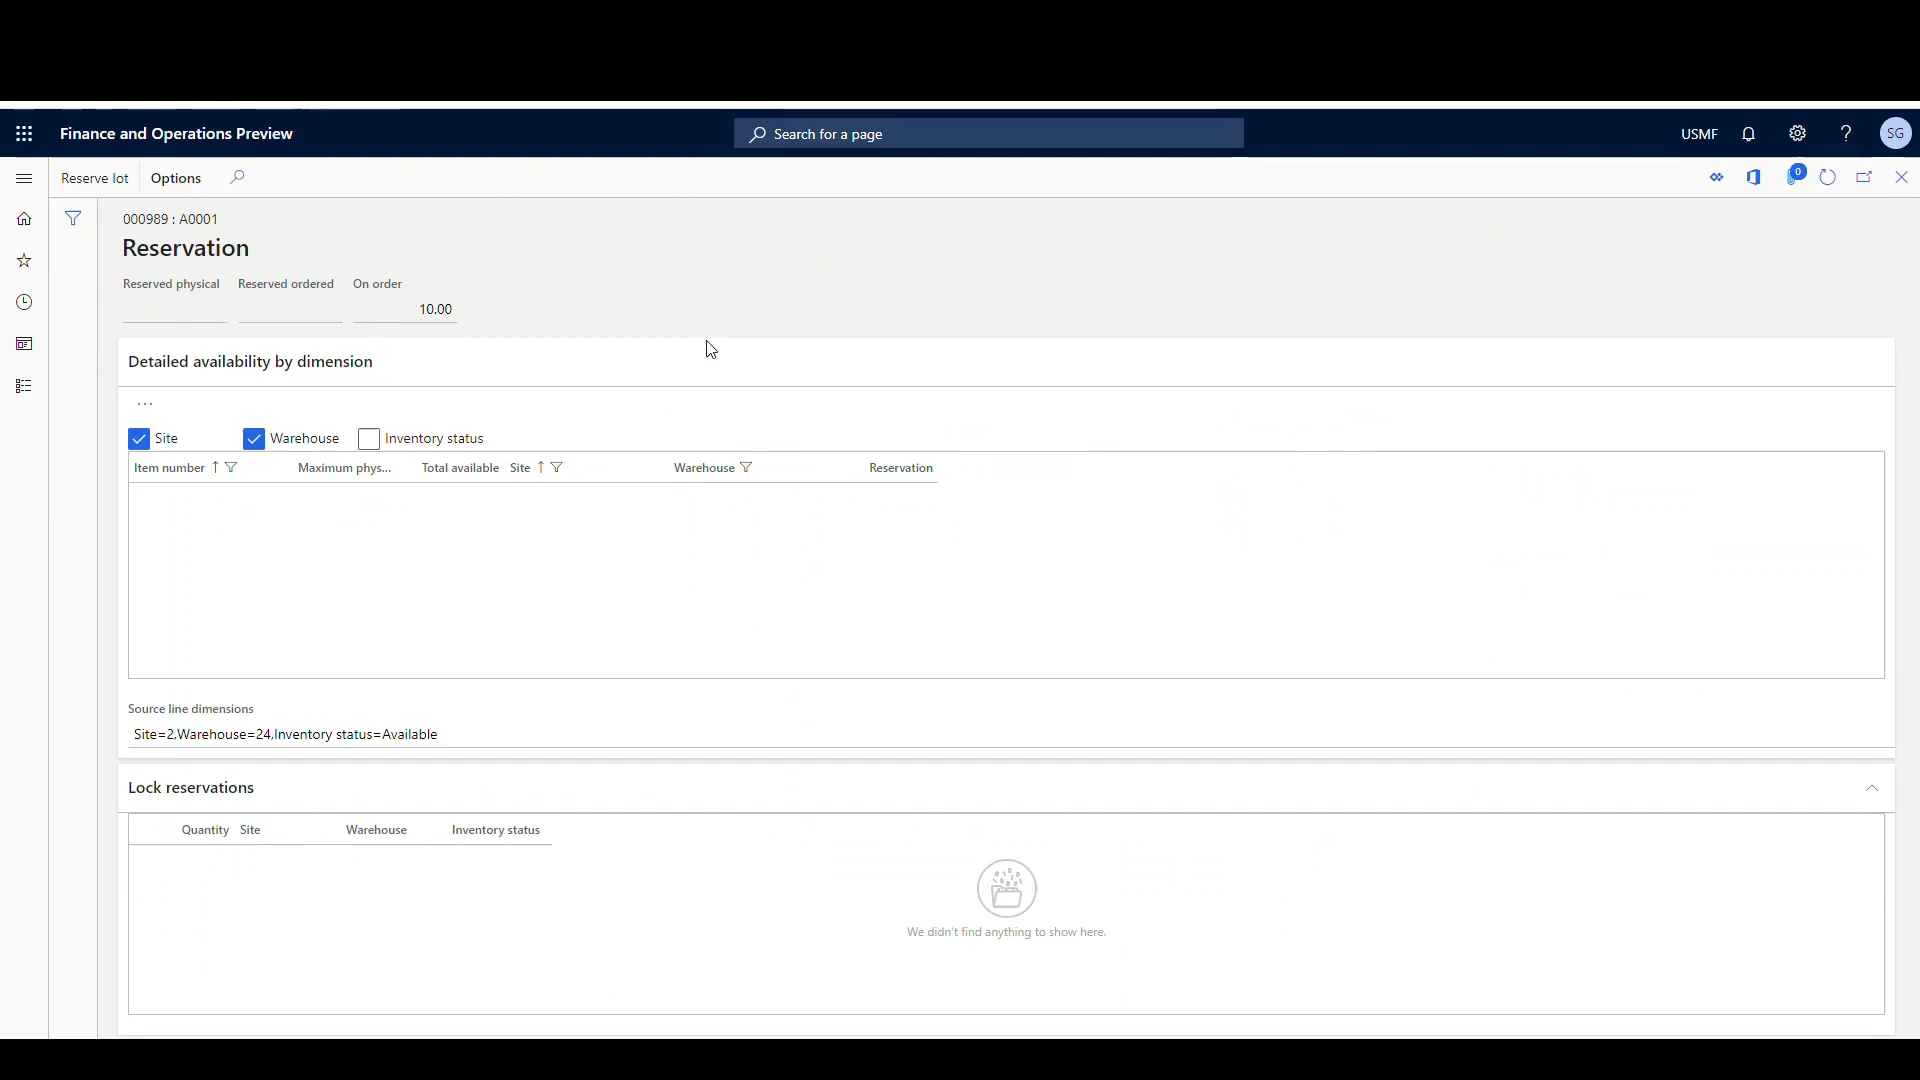 Finance and Operations Preview
Search for a page
USMF
SG
Reserve lot
Options
0
000989 : A0001
Reservation
Reserved physical
Reserved ordered
On order
10.00
Detailed availability by dimension
...
Site
Warehouse
Inventory status
Item number
Maximum phys...
Total available
Site
Warehouse
Reservation
Source line dimensions
Site=2,Warehouse=24,Inventory status=Available
Lock reservations
Quantity
Site
Warehouse
Inventory status
We didn't find anything to show here.